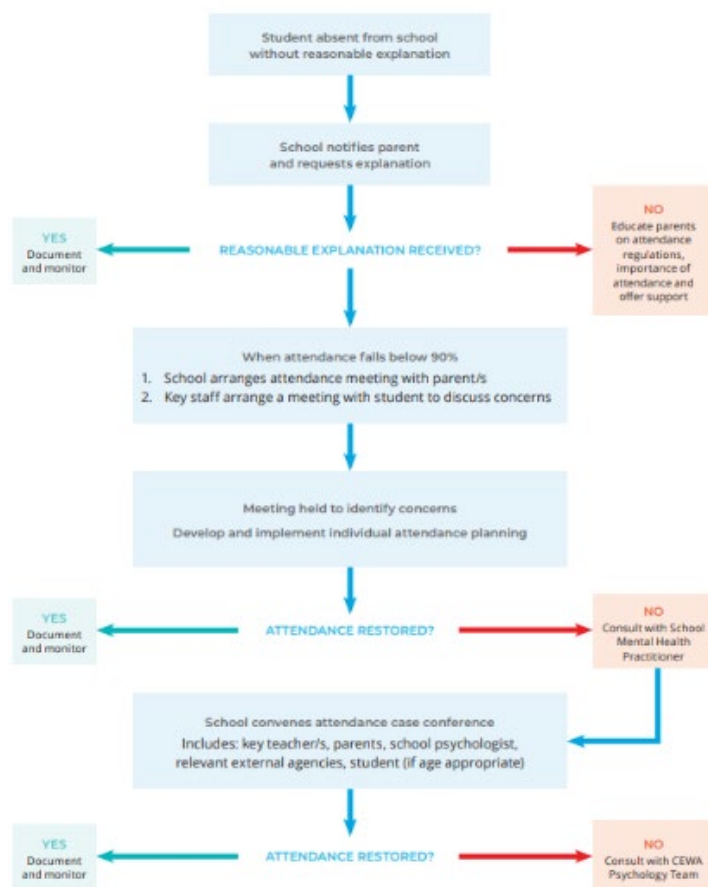 Student absent from school
without reasonable explanation
School notifies parent
and requests explanation
YES
Document
and monitor
REASONABLE EXPLANATION RECEIVED?
NO
Educate parents
on attendance
regulations,
importance of
attendance and
offer support
When attendance falls below 90%
1. School arranges attendance meeting with parent/s
2. Key staff arrange a meeting with student to discuss concerns
Meeting held to identify concerns
Develop and implement individual attendance planning
YES
Document
and monitor
ATTENDANCE RESTORED?
NO
Consult with School
Mental Health
Practitioner
School convenes attendance case conference
Includes: key teacher/s, parents, school psychologist,
relevant external agencies, student (if age appropriate)
YES
Document
and monitor
ATTENDANCE RESTORED?
NO
Consult with CEWA
Psychology Team